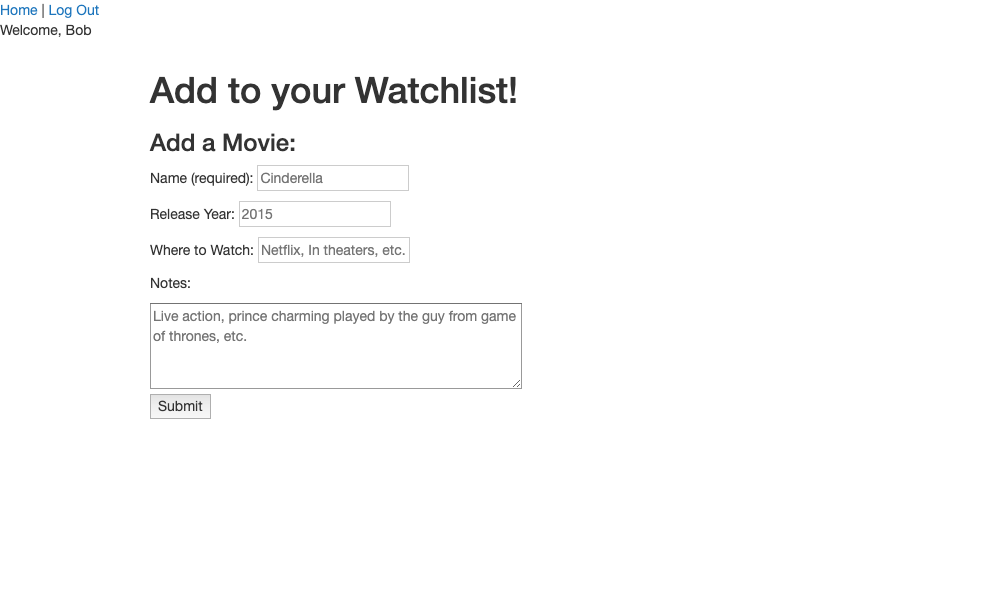 Home | Log Out
Welcome, Bob
Add to your Watchlist!
Add a Movie:
Name (required): Cinderella
Release Year: 2015
Where to Watch: Netflix, In theaters, etc.
Notes:
Live action, prince charming played by the guy from game
of thrones, etc.
Submit